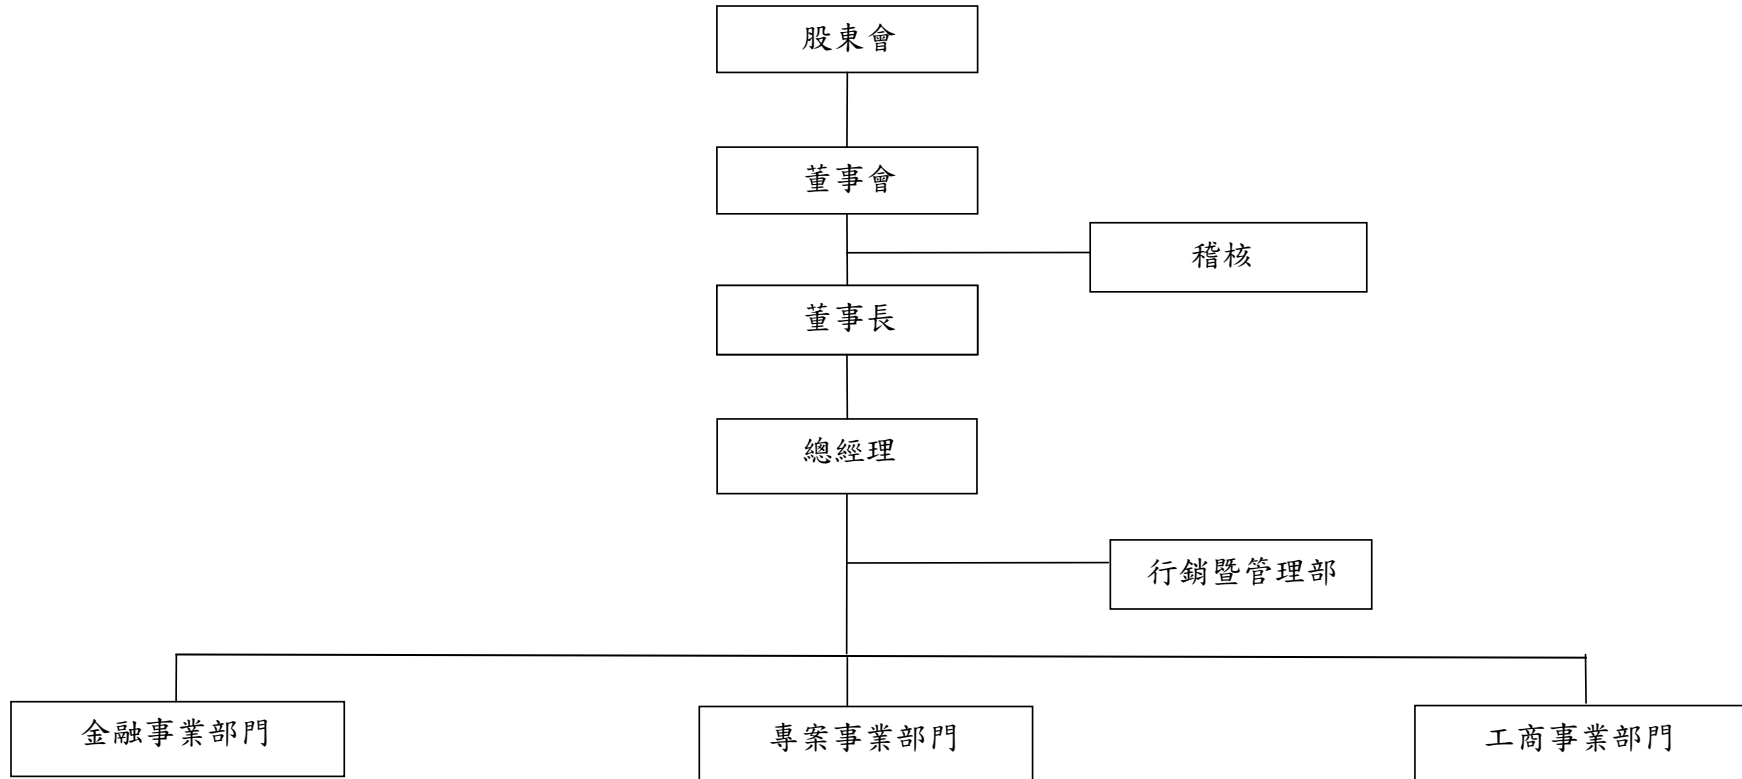 股東會
董事會
稽核
董事長
總經理
行銷暨管理部
金融事業部門
專案事業部門
工商事業部門